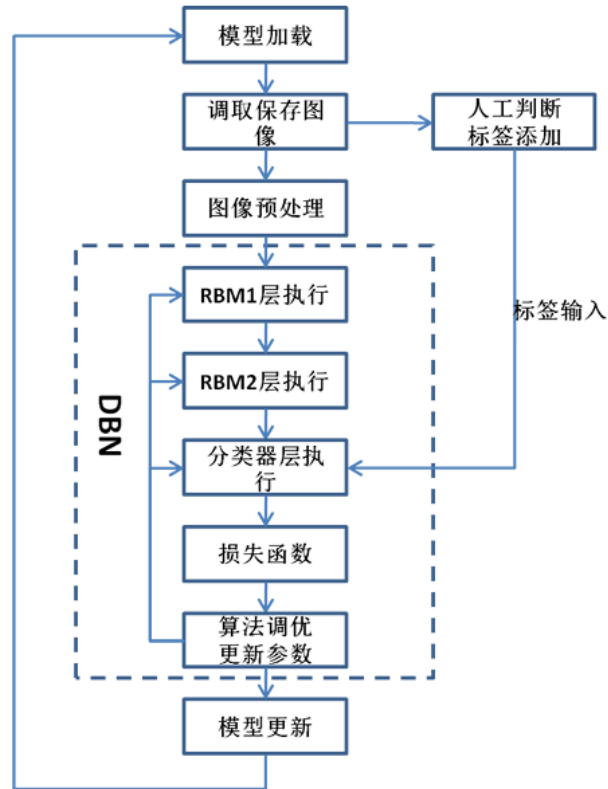 模型加载
调取保存图
像
人工判断
标签添加
图像预处理
RBM1层执行
标签输入
RBM2层执行
DBN
分类器层执
行
损失函数
算法调优
更新参数
模型更新